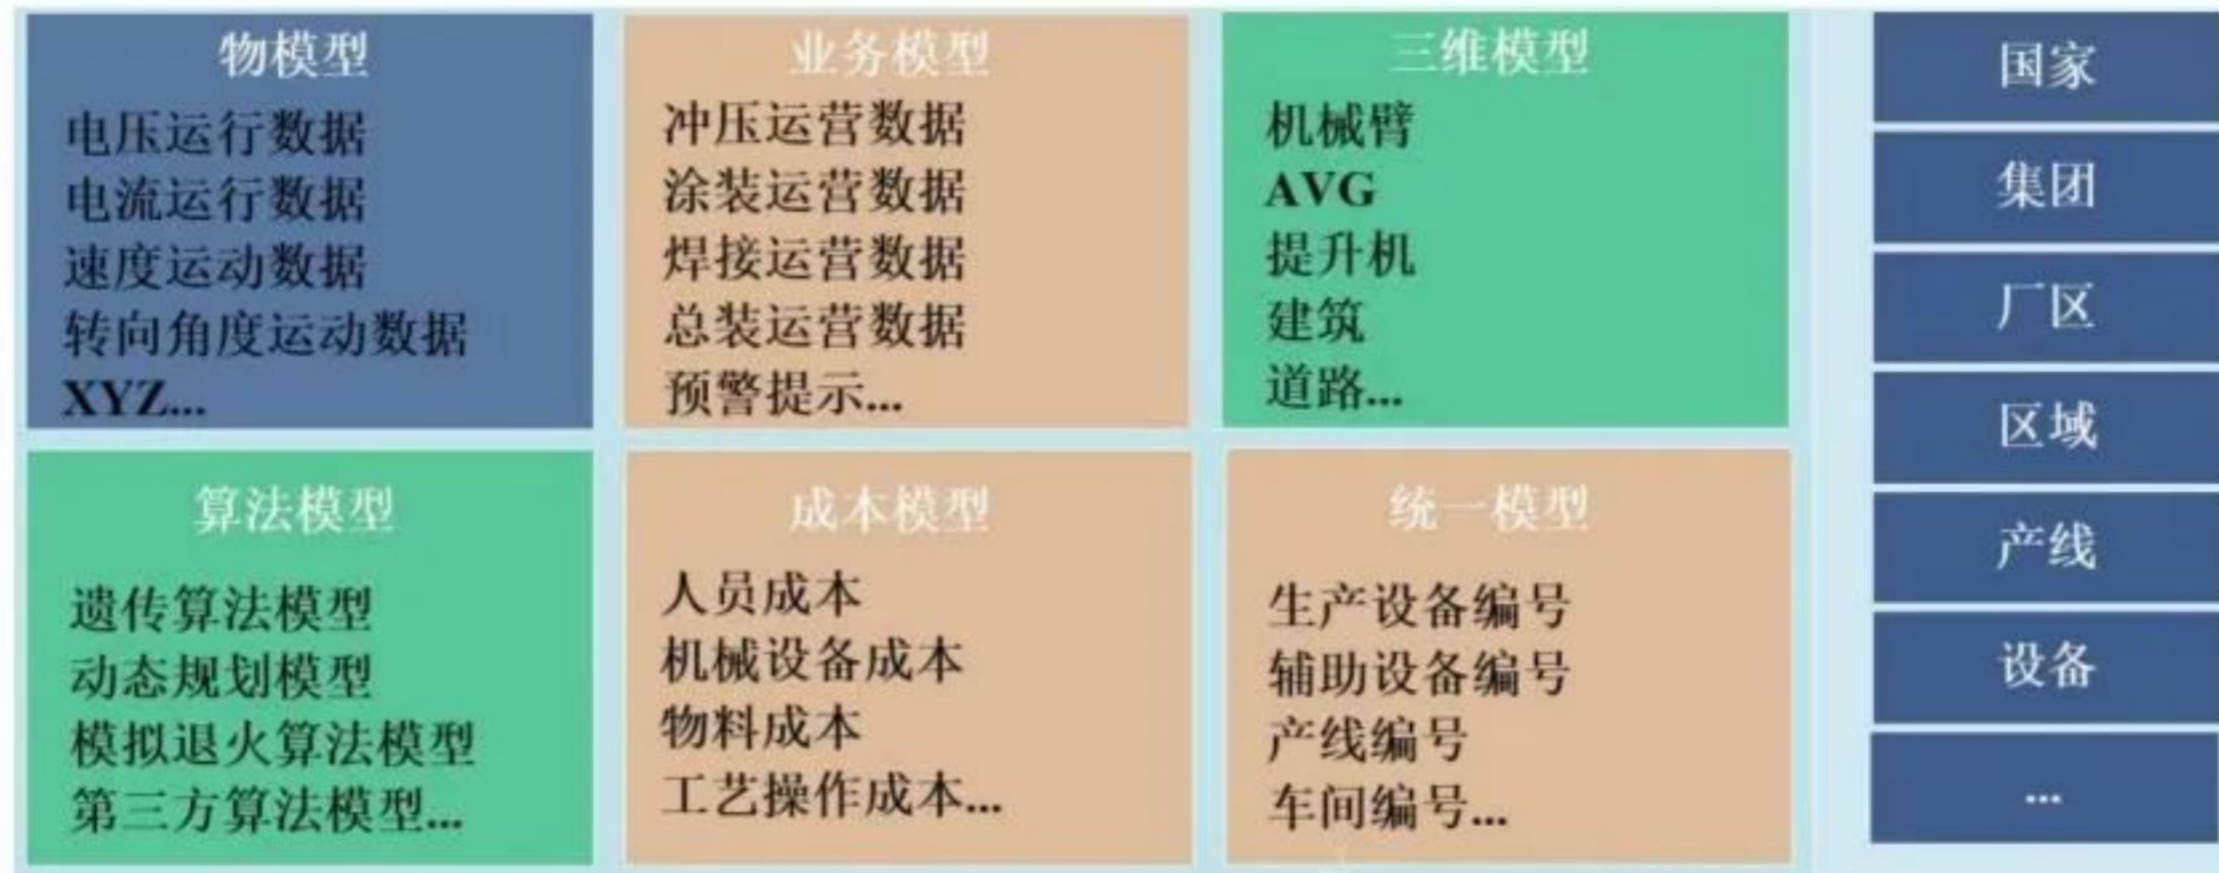 物模型
电压运行数据
电流运行数据
速度运动数据
转向角度运动数据
XYZ...
业务模型
冲压运营数据
涂装运营数据
焊接运营数据
总装运营数据
预警提示...
三维模型
机械臂
AVG
提升机
建筑
道路...
算法模型
遗传算法模型
动态规划模型
模拟退火算法模型
第三方算法模型...
成本模型
人员成本
机械设备成本
物料成本
工艺操作成本...
统一模型
生产设备编号
辅助设备编号
产线编号
车间编号...
国家
集团
厂区
区域
产线
设备
...